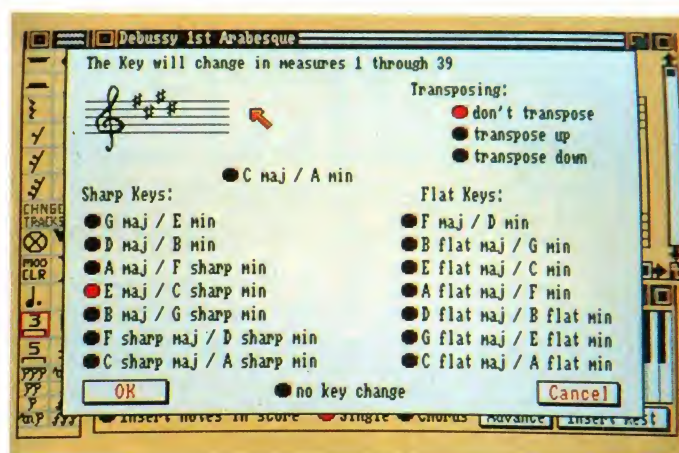 Debussy 1st Arabesque
The Key will change in measures 1 through 39
Transposing:
don't transpose
transpose up
transpose down
C maj / A min
Sharp Keys:
G maj / E min
D maj / B min
A maj / F sharp min
E maj / C sharp min
B maj / G sharp min
F sharp maj / D sharp min
C sharp maj / A sharp min
Flat Keys:
F maj / D min
B flat maj / G min
E flat maj / C min
A flat maj / F min
D flat maj / B flat min
G flat maj / E flat min
C flat maj / A flat min
OK
no key change
Cancel
CHNGE
TRACKS
MOD
CLR
3
5
Insert notes in score
Single
Chorus
Advance
Insert Rest